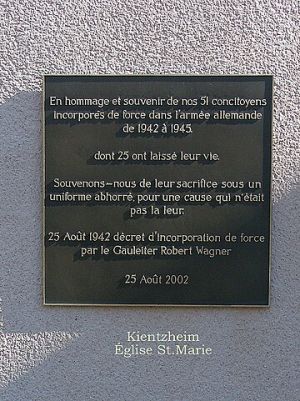 En hommage et souvenir de nos 51 concitoyens
incorporés de force dans l'armée allemande
de 1942 à 1945.
dont 25 ont laissé leur vie.
Souvenons-nous de leur sacrifice sous un
uniforme abhorré, pour une cause qui n'était
pas la leur.
25 Août 1942 décret d'incorporation de force
par le Gauleiter Robert Wagner
25 Août 2002
Kientzheim
Église St.Marie